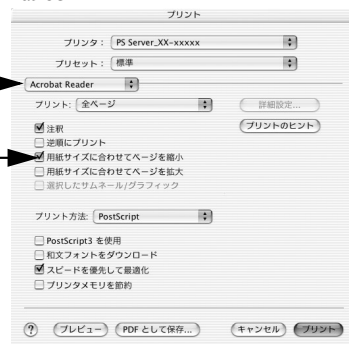 プリント
プリンタ： PS Server_XX-xxxxx
プリセット： 標準
Acrobat Reader
プリント: 全ページ 詳細設定...
注釈 プリントのヒント
逆順にプリント
用紙サイズに合わせてページを縮小
用紙サイズに合わせてページを拡大
選択したサムネール/グラフィック
プリント方法: PostScript
PostScript3 を使用
和文フォントをダウンロード
スピードを優先して最適化
プリンタメモリを節約
? プレビュー PDF として保存... キャンセル プリント